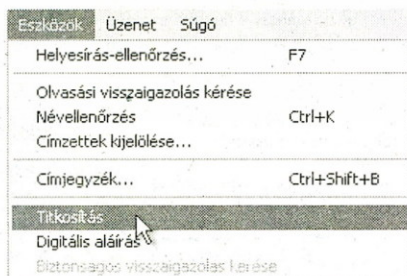 Eszközök Üzenet Súgó
Helyesírás-ellenőrzés... F7
Olvasási visszaigazolás kérése
Névellenőrzés Ctrl+K
Címzettek kijelölése...
Címjegyzék... Ctrl+Shift+B
Titkosítás
Digitális aláírás
Biztonságos visszaigazolás kérése